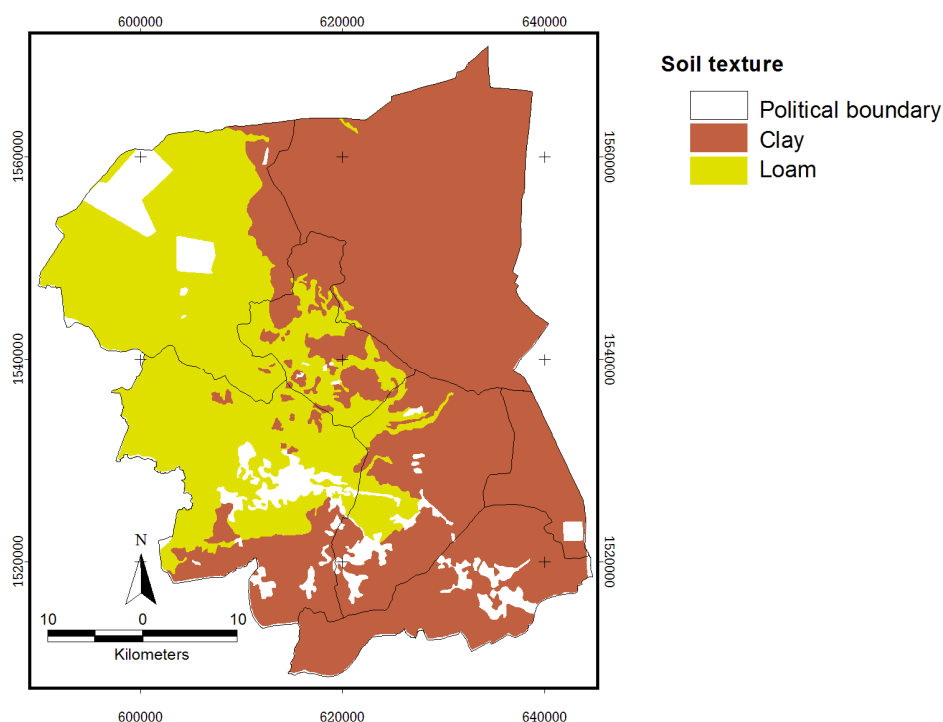 600000 620000 640000
Soil texture
Political boundary
Clay
Loam
1560000 1560000
1540000 1540000
1520000 1520000
N
10 0 10
Kilometers
600000 620000 640000